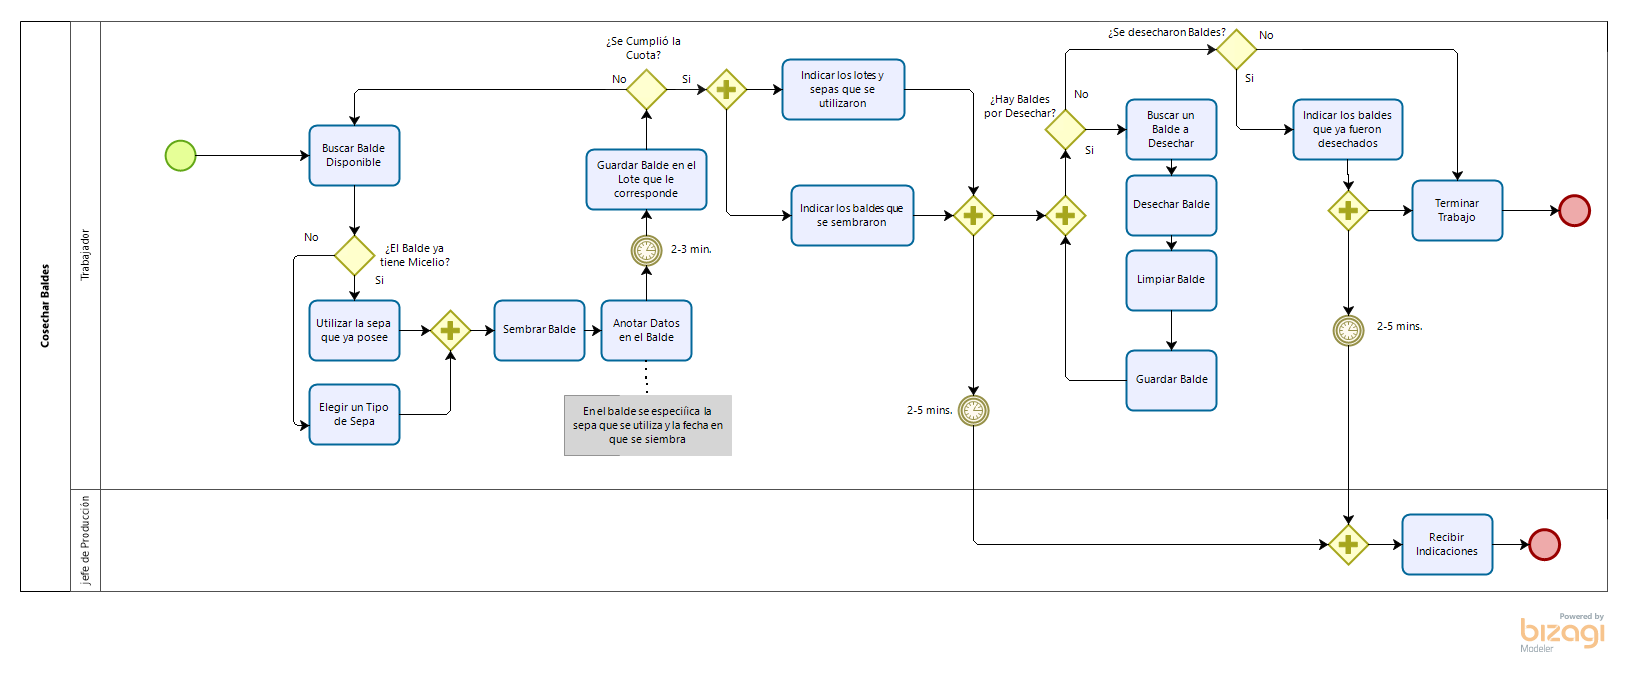 Cosechar Baldes
Trabajador
jefe de Producción
Buscar Balde
Disponible
No
¿El Balde ya
tiene Micelio?
Si
Utilizar la sepa
que ya posee
Elegir un Tipo
de Sepa
Sembrar Balde
Anotar Datos
en el Balde
En el balde se especifica la
sepa que se utiliza y la fecha en
que se siembra
2-3 min.
Guardar Balde en el
Lote que le
corresponde
¿Se Cumplió la
Cuota?
No
Si
Indicar los lotes y
sepas que se
utilizaron
Indicar los baldes que
se sembraron
2-5 mins.
¿Hay Baldes
por Desechar?
No
Si
Buscar un
Balde a
Desechar
Desechar Balde
Limpiar Balde
Guardar Balde
¿Se desecharon Baldes?
No
Si
Indicar los baldes
que ya fueron
desechados
Terminar
Trabajo
2-5 mins.
Recibir
Indicaciones
Powered by
bizagi
Modeler